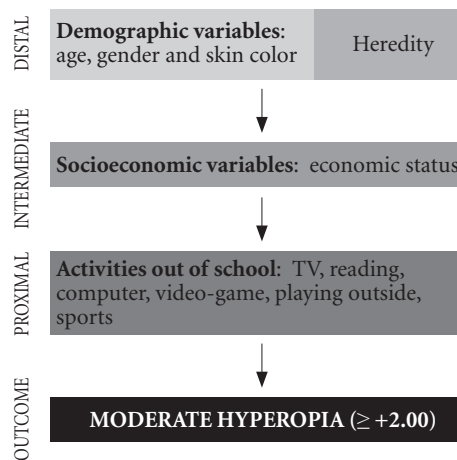 DISTAL
Demographic variables:
age, gender and skin color
Heredity
INTERMEDIATE
Socioeconomic variables: economic status
PROXIMAL
Activities out of school: TV, reading,
computer, video-game, playing outside,
sports
OUTCOME
MODERATE HYPEROPIA (≥ +2.00)